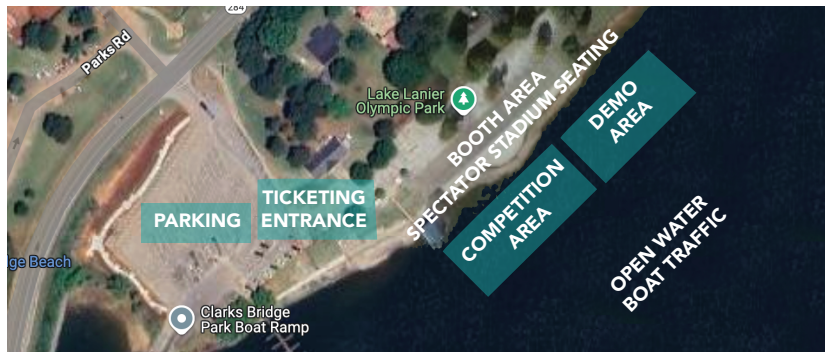 284
Parks Rd
Lake Lanier
Olympic Park
BOOTH AREA
SPECTATOR STADIUM SEATING
DEMO
AREA
COMPETITION
AREA
TICKETING
ENTRANCE
PARKING
OPEN WATER
BOAT TRAFFIC
ge Beach
Clarks Bridge
Park Boat Ramp